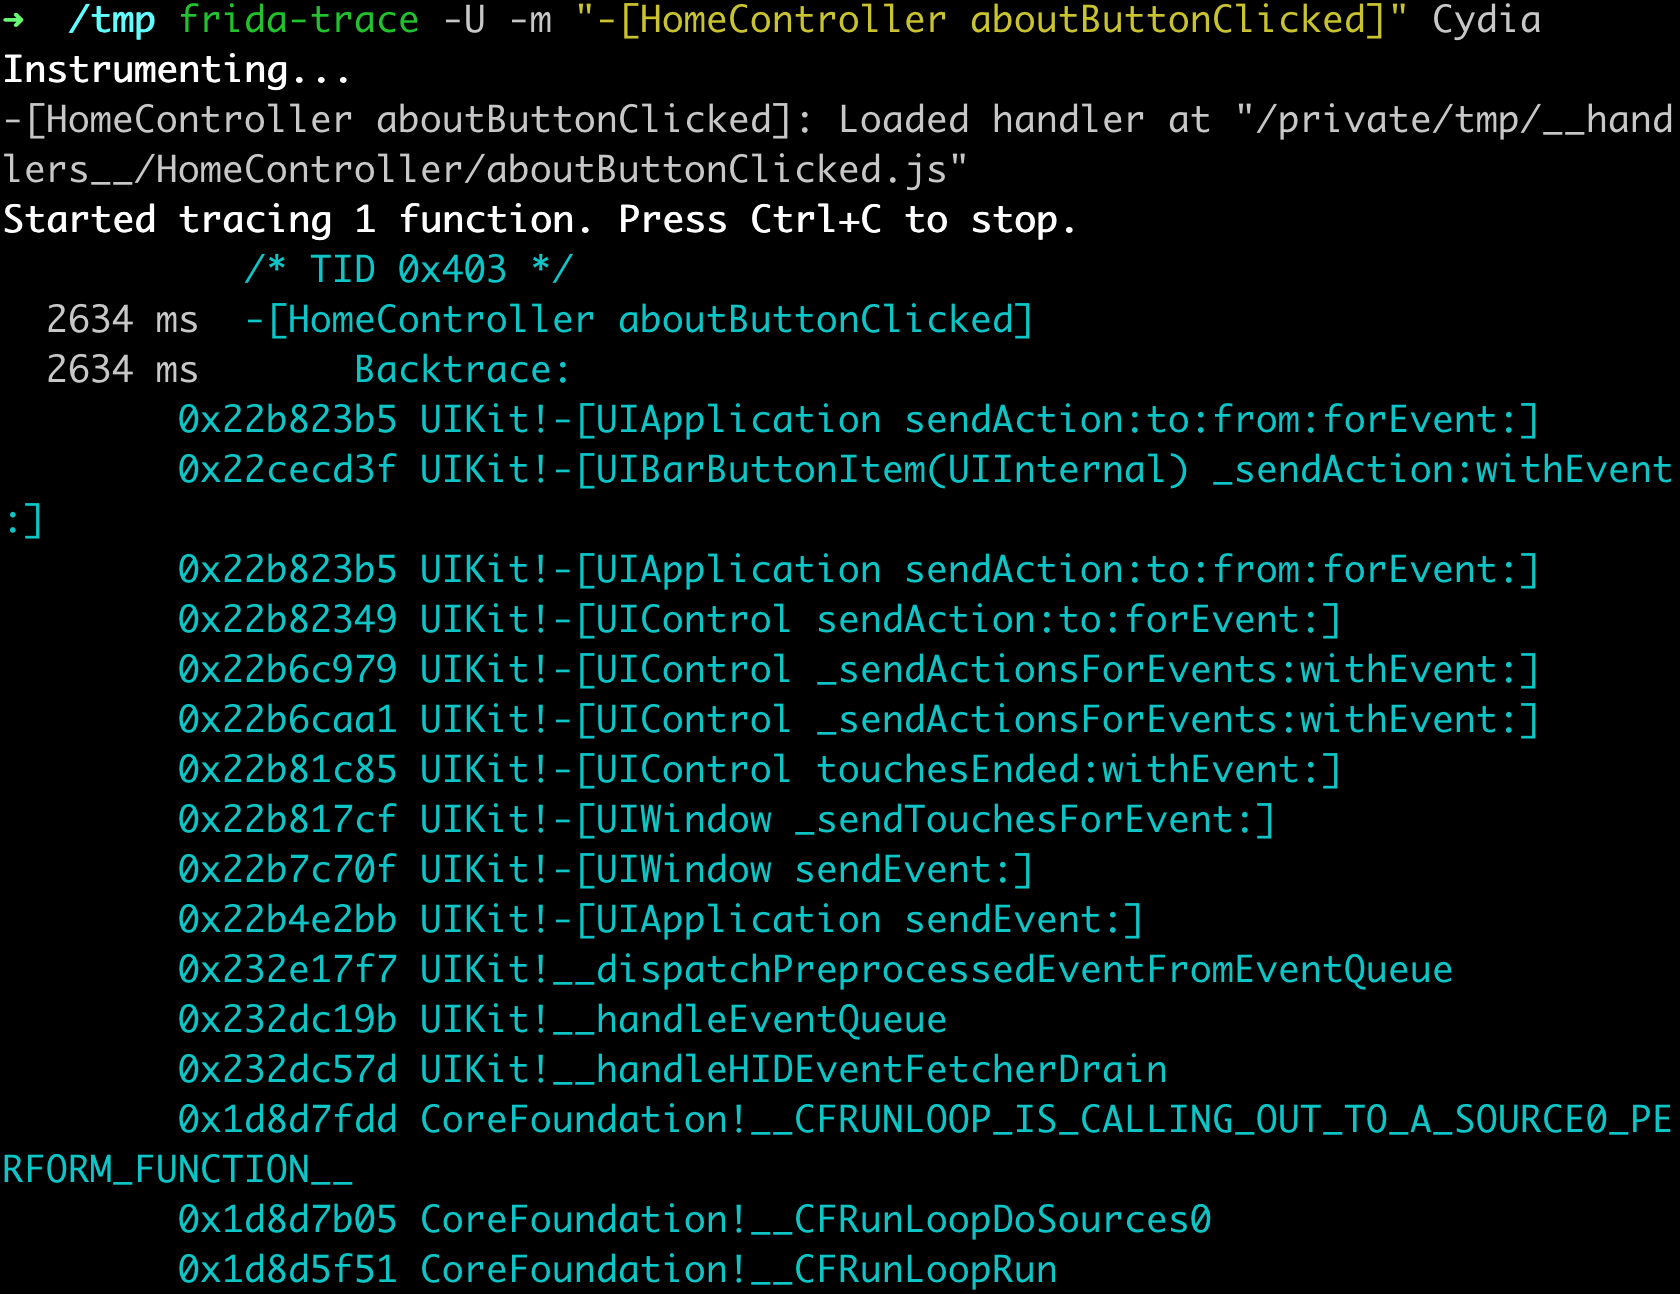 ➜  /tmp frida-trace -U -m "-[HomeController aboutButtonClicked]" Cydia
Instrumenting...
-[HomeController aboutButtonClicked]: Loaded handler at "/private/tmp/__hand
lers__/HomeController/aboutButtonClicked.js"
Started tracing 1 function. Press Ctrl+C to stop.
           /* TID 0x403 */
  2634 ms  -[HomeController aboutButtonClicked]
  2634 ms       Backtrace:
        0x22b823b5 UIKit!-[UIApplication sendAction:to:from:forEvent:]
        0x22cecd3f UIKit!-[UIBarButtonItem(UIInternal) _sendAction:withEvent
:]
        0x22b823b5 UIKit!-[UIApplication sendAction:to:from:forEvent:]
        0x22b82349 UIKit!-[UIControl sendAction:to:forEvent:]
        0x22b6c979 UIKit!-[UIControl _sendActionsForEvents:withEvent:]
        0x22b6caa1 UIKit!-[UIControl _sendActionsForEvents:withEvent:]
        0x22b81c85 UIKit!-[UIControl touchesEnded:withEvent:]
        0x22b817cf UIKit!-[UIWindow _sendTouchesForEvent:]
        0x22b7c70f UIKit!-[UIWindow sendEvent:]
        0x22b4e2bb UIKit!-[UIApplication sendEvent:]
        0x232e17f7 UIKit!__dispatchPreprocessedEventFromEventQueue
        0x232dc19b UIKit!__handleEventQueue
        0x232dc57d UIKit!__handleHIDEventFetcherDrain
        0x1d8d7fdd CoreFoundation!__CFRUNLOOP_IS_CALLING_OUT_TO_A_SOURCE0_PE
RFORM_FUNCTION__
        0x1d8d7b05 CoreFoundation!__CFRunLoopDoSources0
        0x1d8d5f51 CoreFoundation!__CFRunLoopRun